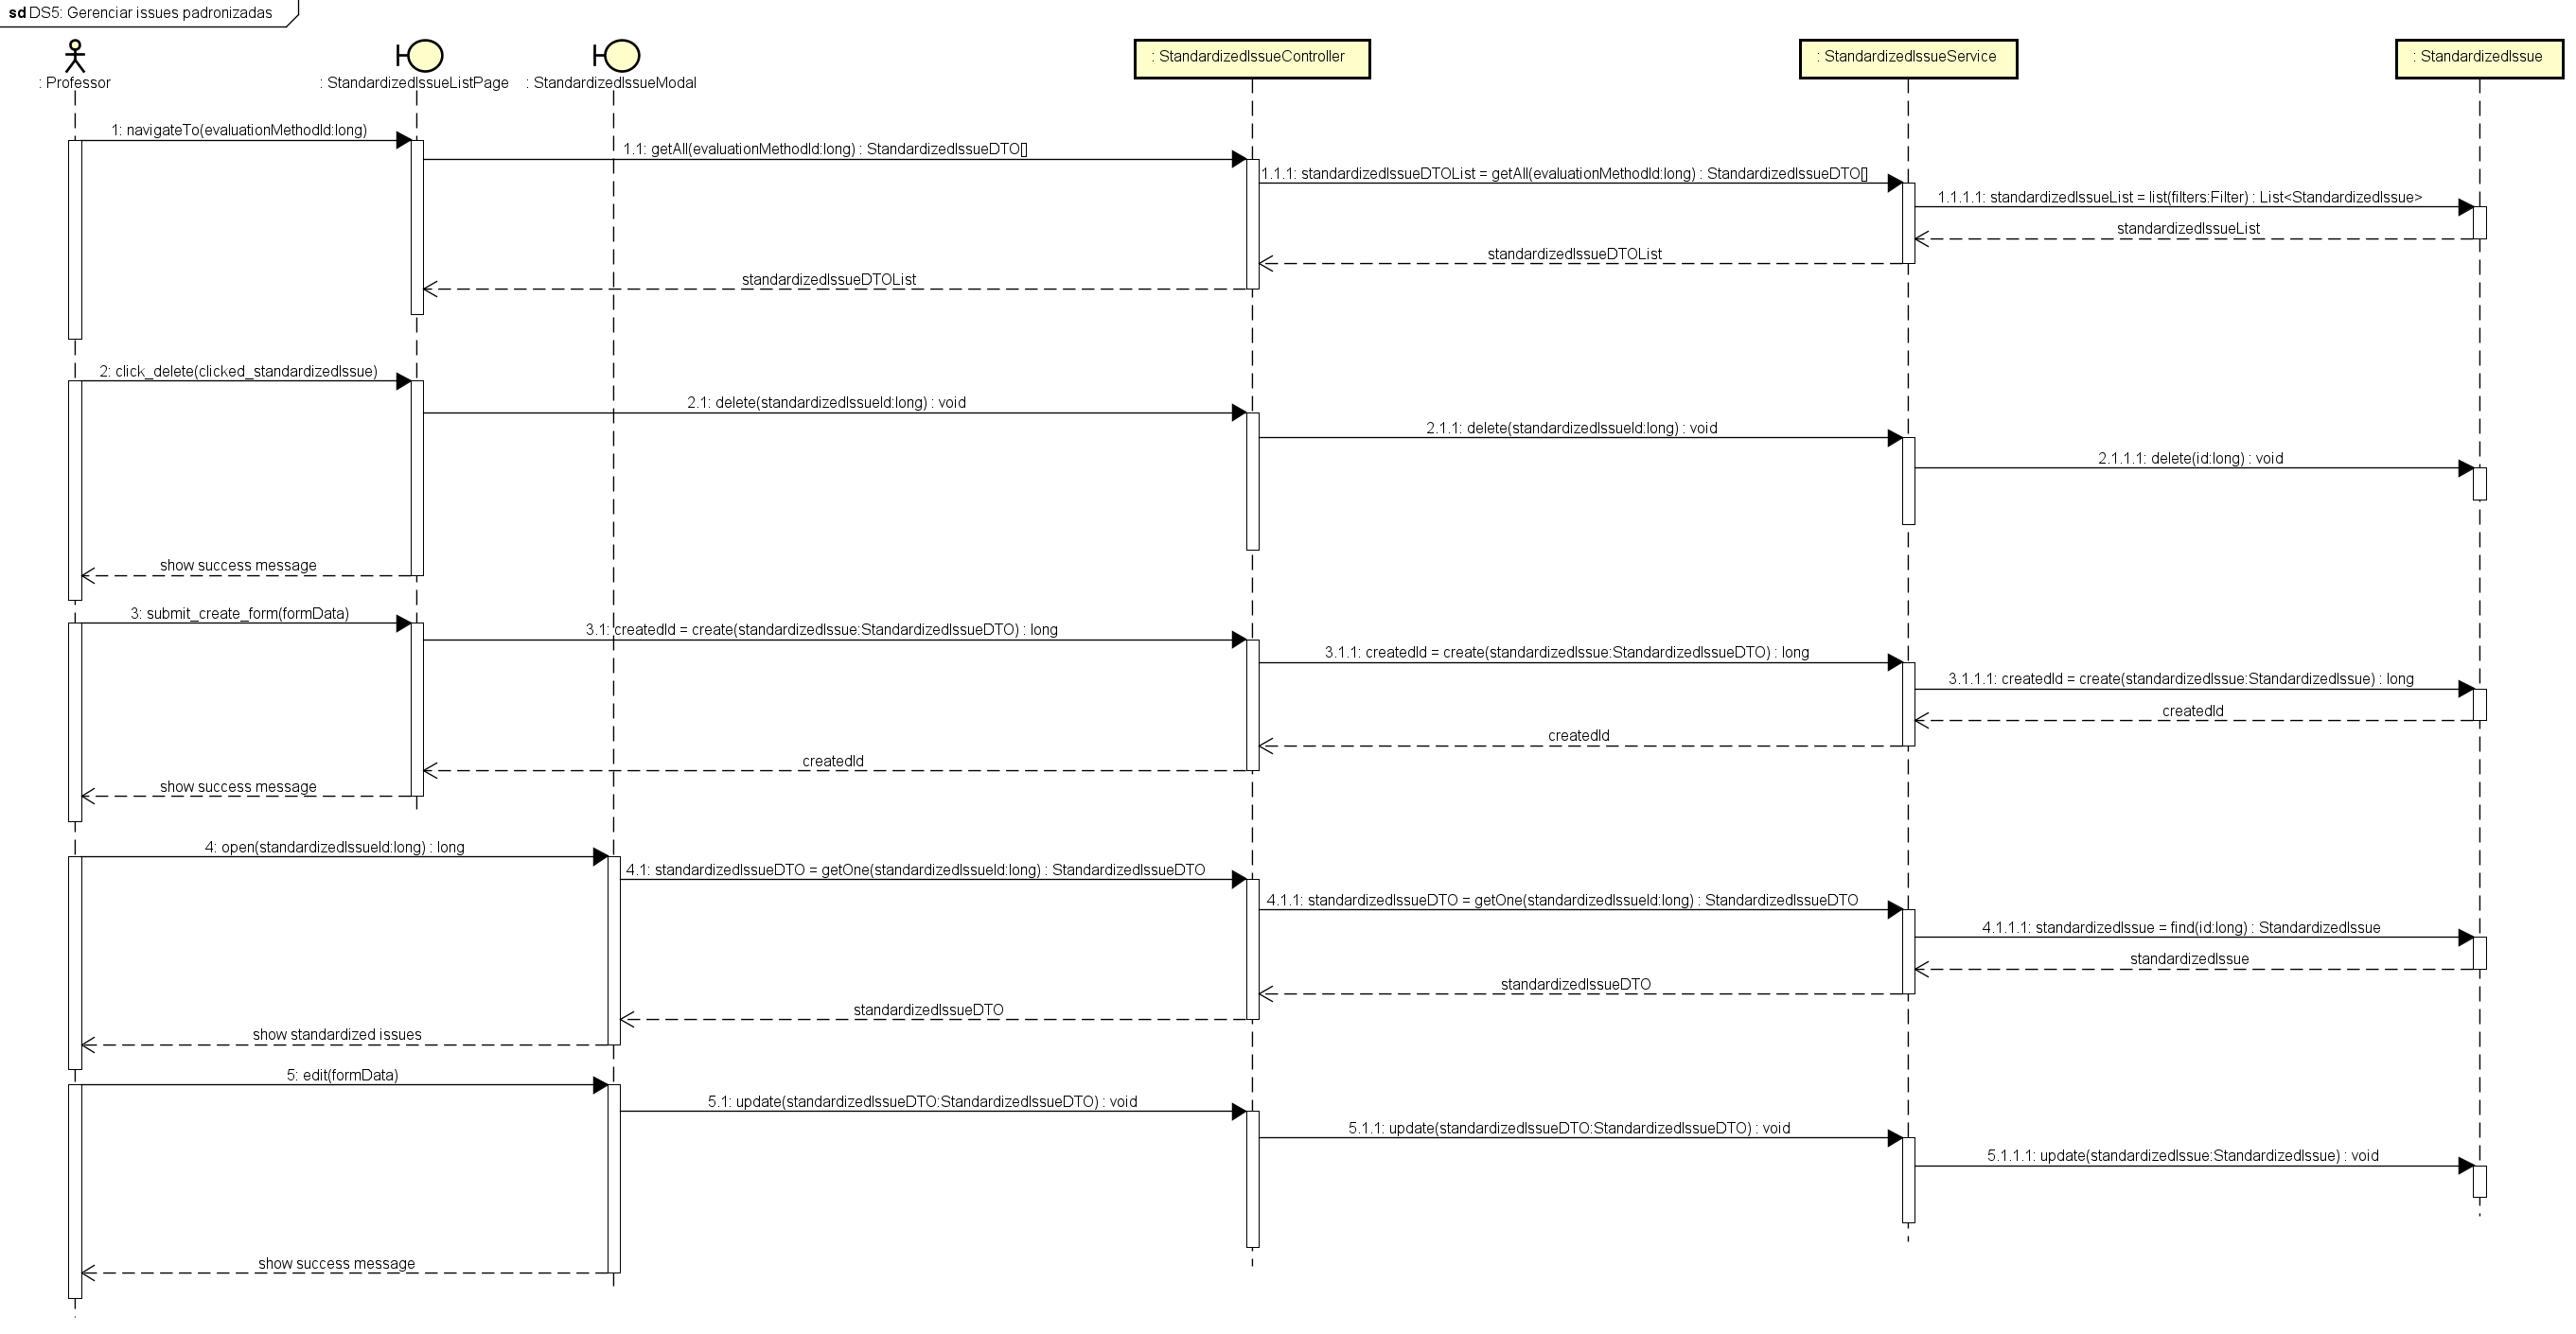 sd DS5: Gerenciar issues padronizadas
: Professor
: StandardizedIssueListPage
: StandardizedIssueModal
: StandardizedIssueController
: StandardizedIssueService
: StandardizedIssue
1: navigateTo(evaluationMethodId:long)
1.1: getAll(evaluationMethodId:long) : StandardizedIssueDTO[]
1.1.1: standardizedIssueDTOList = getAll(evaluationMethodId:long) : StandardizedIssueDTO[]
1.1.1.1: standardizedIssueList = list(filters:Filter) : List<StandardizedIssue>
standardizedIssueList
standardizedIssueDTOList
standardizedIssueDTOList
2: click_delete(clicked_standardizedIssue)
2.1: delete(standardizedIssueId:long) : void
2.1.1: delete(standardizedIssueId:long) : void
2.1.1.1: delete(id:long) : void
show success message
3: submit_create_form(formData)
3.1: createdId = create(standardizedIssue:StandardizedIssueDTO) : long
3.1.1: createdId = create(standardizedIssue:StandardizedIssueDTO) : long
3.1.1.1: createdId = create(standardizedIssue:StandardizedIssue) : long
createdId
createdId
createdId
show success message
4: open(standardizedIssueId:long) : long
4.1: standardizedIssueDTO = getOne(standardizedIssueId:long) : StandardizedIssueDTO
4.1.1: standardizedIssueDTO = getOne(standardizedIssueId:long) : StandardizedIssueDTO
4.1.1.1: standardizedIssue = find(id:long) : StandardizedIssue
standardizedIssue
standardizedIssueDTO
standardizedIssueDTO
show standardized issues
5: edit(formData)
5.1: update(standardizedIssueDTO:StandardizedIssueDTO) : void
5.1.1: update(standardizedIssueDTO:StandardizedIssueDTO) : void
5.1.1.1: update(standardizedIssue:StandardizedIssue) : void
show success message